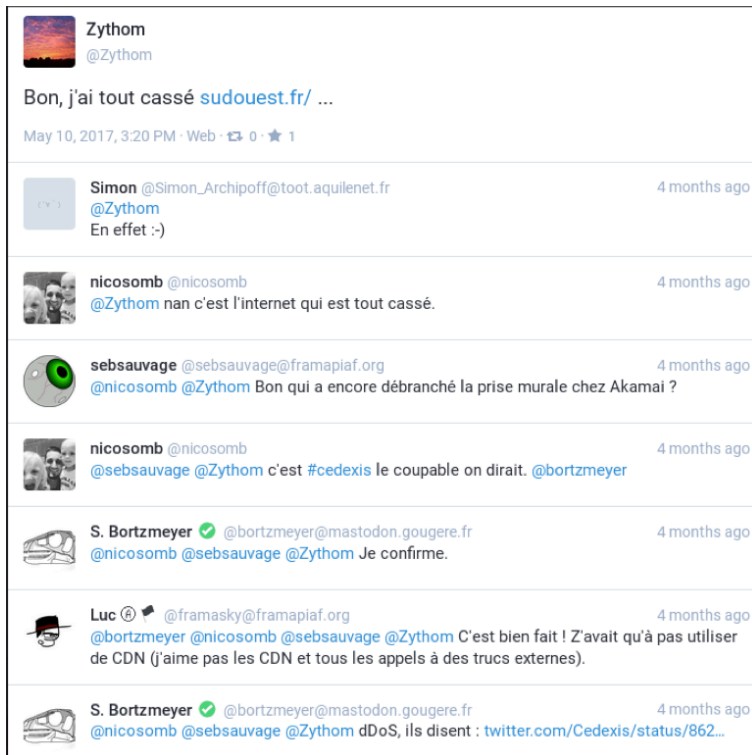 Zythom
@Zythom
Bon, j'ai tout cassé sudouest.fr/ ...
May 10, 2017, 3:20 PM · Web · 0 · ★ 1
Simon @Simon_Archipoff@toot.aquilenet.fr 4 months ago
@Zythom
En effet :-)
nicosomb @nicosomb 4 months ago
@Zythom nan c'est l'internet qui est tout cassé.
sebsauvage @sebsauvage@framapiaf.org 4 months ago
@nicosomb @Zythom Bon qui a encore débranché la prise murale chez Akamai ?
nicosomb @nicosomb 4 months ago
@sebsauvage @Zythom c'est #cedexis le coupable on dirait. @bortzmeyer
S. Bortzmeyer @bortzmeyer@mastodon.gougere.fr 4 months ago
@nicosomb @sebsauvage @Zythom Je confirme.
Luc Ⓐ 🏴 @framasky@framapiaf.org 4 months ago
@bortzmeyer @nicosomb @sebsauvage @Zythom C'est bien fait ! Z'avait qu'à pas utiliser
de CDN (j'aime pas les CDN et tous les appels à des trucs externes).
S. Bortzmeyer @bortzmeyer@mastodon.gougere.fr 4 months ago
@nicosomb @sebsauvage @Zythom dDoS, ils disent : twitter.com/Cedexis/status/862...